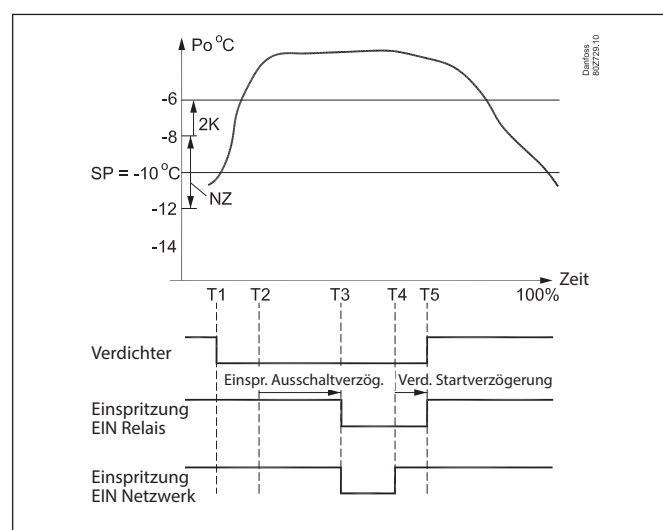 Po °C
Danfoss
80Z729.10
-6
2K
-8
SP = -10 °C
NZ
-12
-14
Zeit
T1 T2 T3 T4 T5 100%
Verdichter
Einspr. Ausschaltverzög. Verd. Startverzögerung
Einspritzung
EIN Relais
Einspritzung
EIN Netzwerk